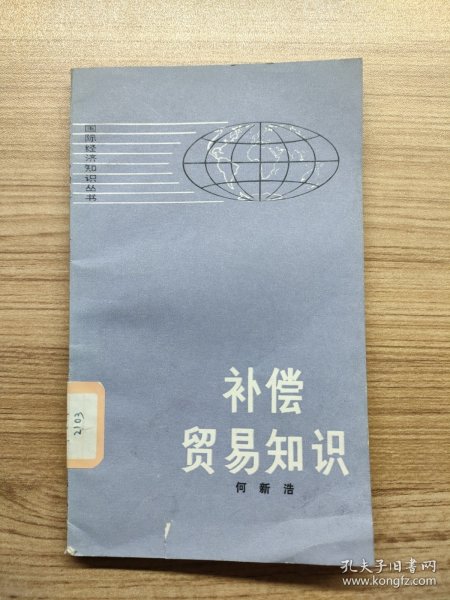 国际经济知识丛书
补偿
贸易知识
何新浩
2103
孔夫子旧书网
www.kongfz.com